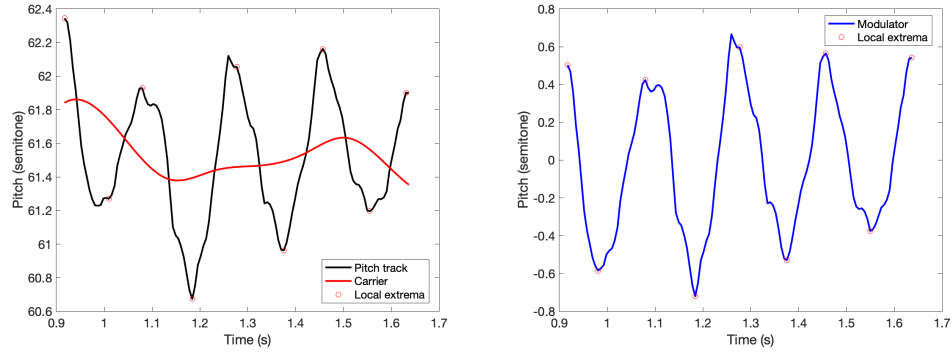 62.4
62.2
62
61.8
61.6
61.4
61.2
61
60.8
60.6
Pitch (semitone)
0.9 1 1.1 1.2 1.3 1.4 1.5 1.6 1.7
Time (s)
Pitch track
Carrier
Local extrema
0.8
0.6
0.4
0.2
0
-0.2
-0.4
-0.6
-0.8
Pitch (semitone)
0.9 1 1.1 1.2 1.3 1.4 1.5 1.6 1.7
Time (s)
Modulator
Local extrema